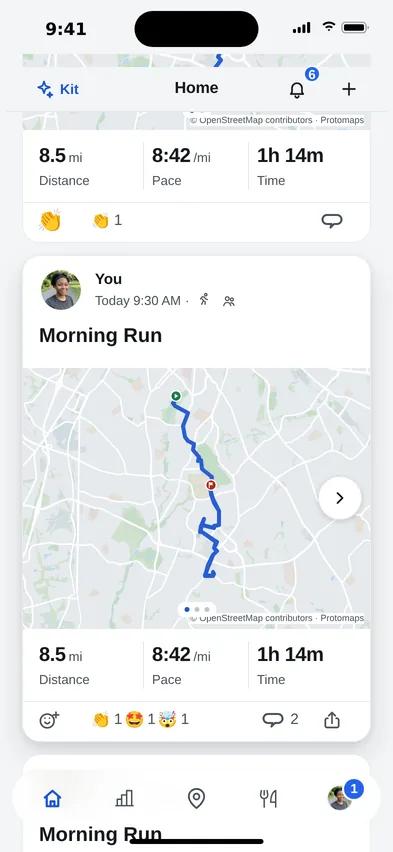 9:41
Kit
Home
6
© OpenStreetMap contributors · Protomaps
8.5 mi
8:42 /mi
1h 14m
Distance
Pace
Time
1
You
Today 9:30 AM ·
Morning Run
© OpenStreetMap contributors · Protomaps
8.5 mi
8:42 /mi
1h 14m
Distance
Pace
Time
1 1 1 2
1
Morning Run